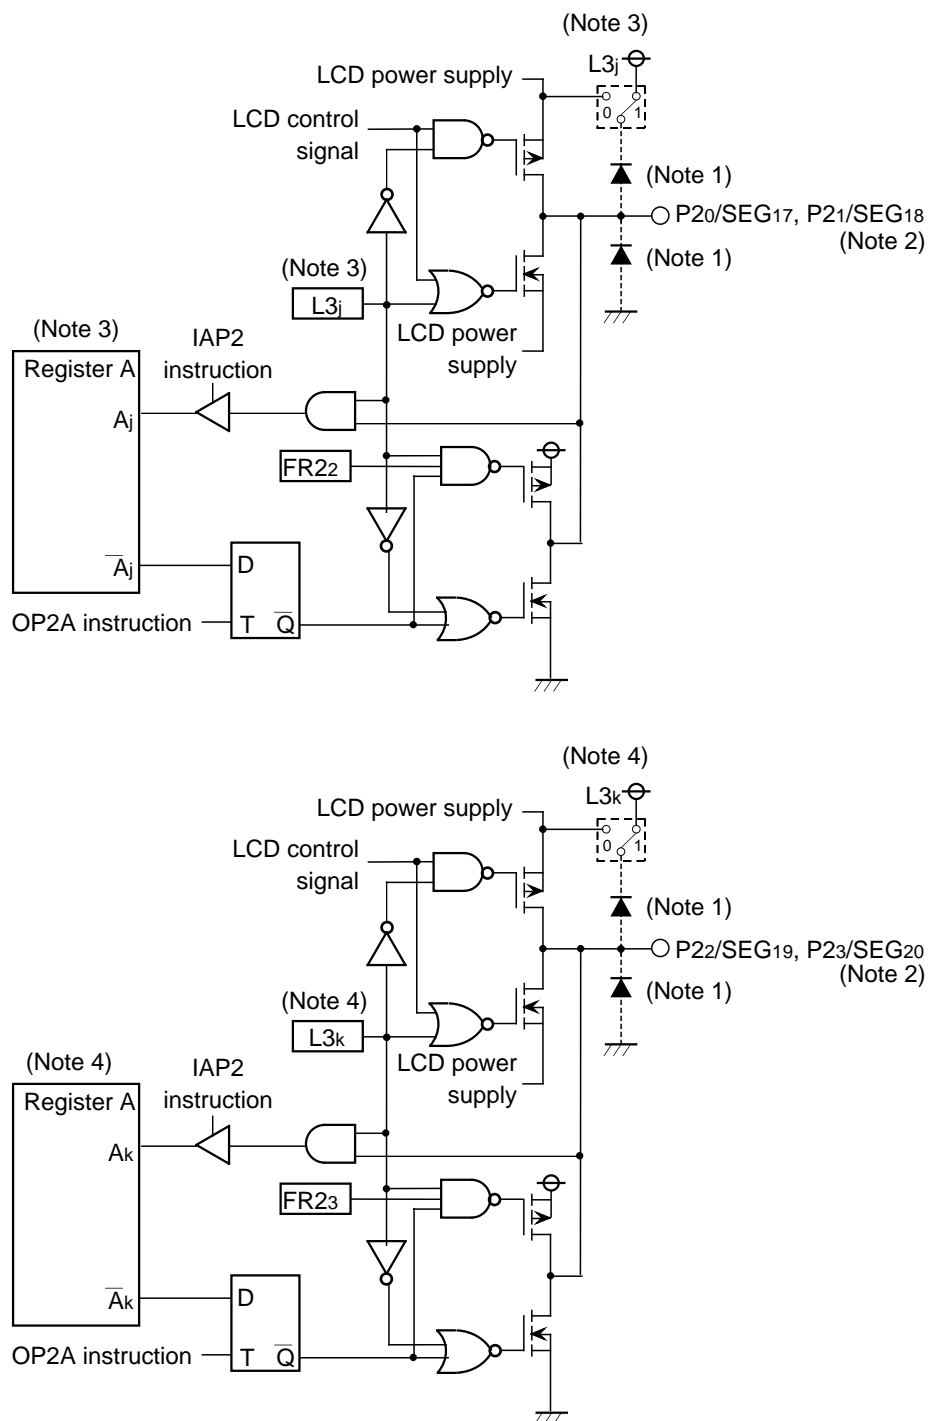 (Note 3)
L3j
LCD power supply
0 1
LCD control
signal
(Note 1)
P20/SEG17, P21/SEG18
(Note 2)
(Note 1)
(Note 3)
L3j
LCD power
supply
(Note 3)
IAP2
instruction
Register A
Aj
FR22
Aj
D
OP2A instruction
T Q
(Note 4)
L3k
LCD power supply
0 1
LCD control
signal
(Note 1)
P22/SEG19, P23/SEG20
(Note 2)
(Note 1)
(Note 4)
L3k
LCD power
supply
(Note 4)
IAP2
instruction
Register A
Ak
FR23
Ak
D
OP2A instruction
T Q